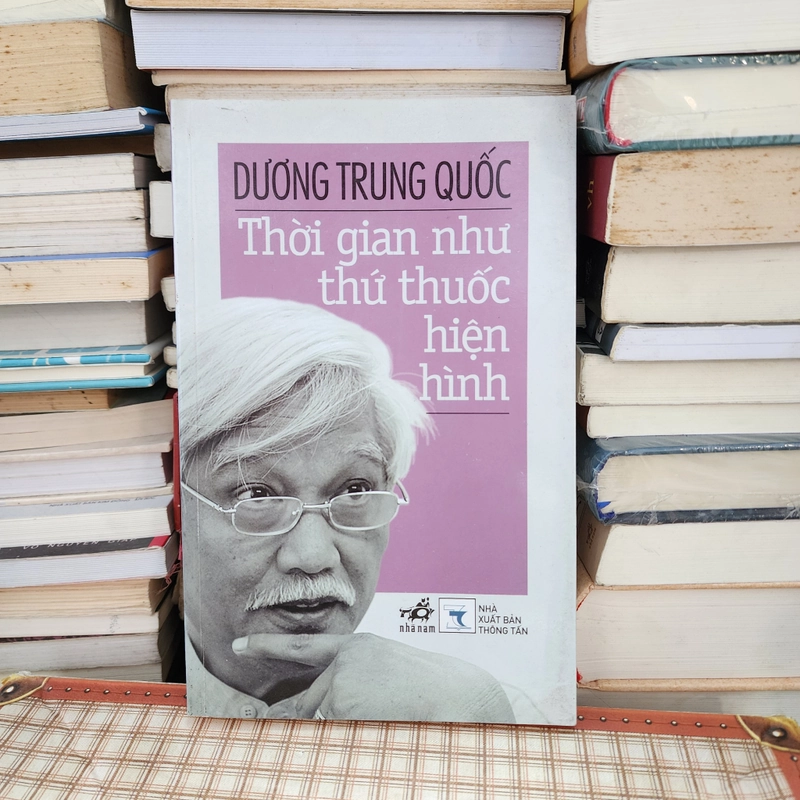 DƯƠNG TRUNG QUỐC
Thời gian như
thứ thuốc
hiện
hình
nhã nam
NHÀ
XUẤT BẢN
THÔNG TẤN